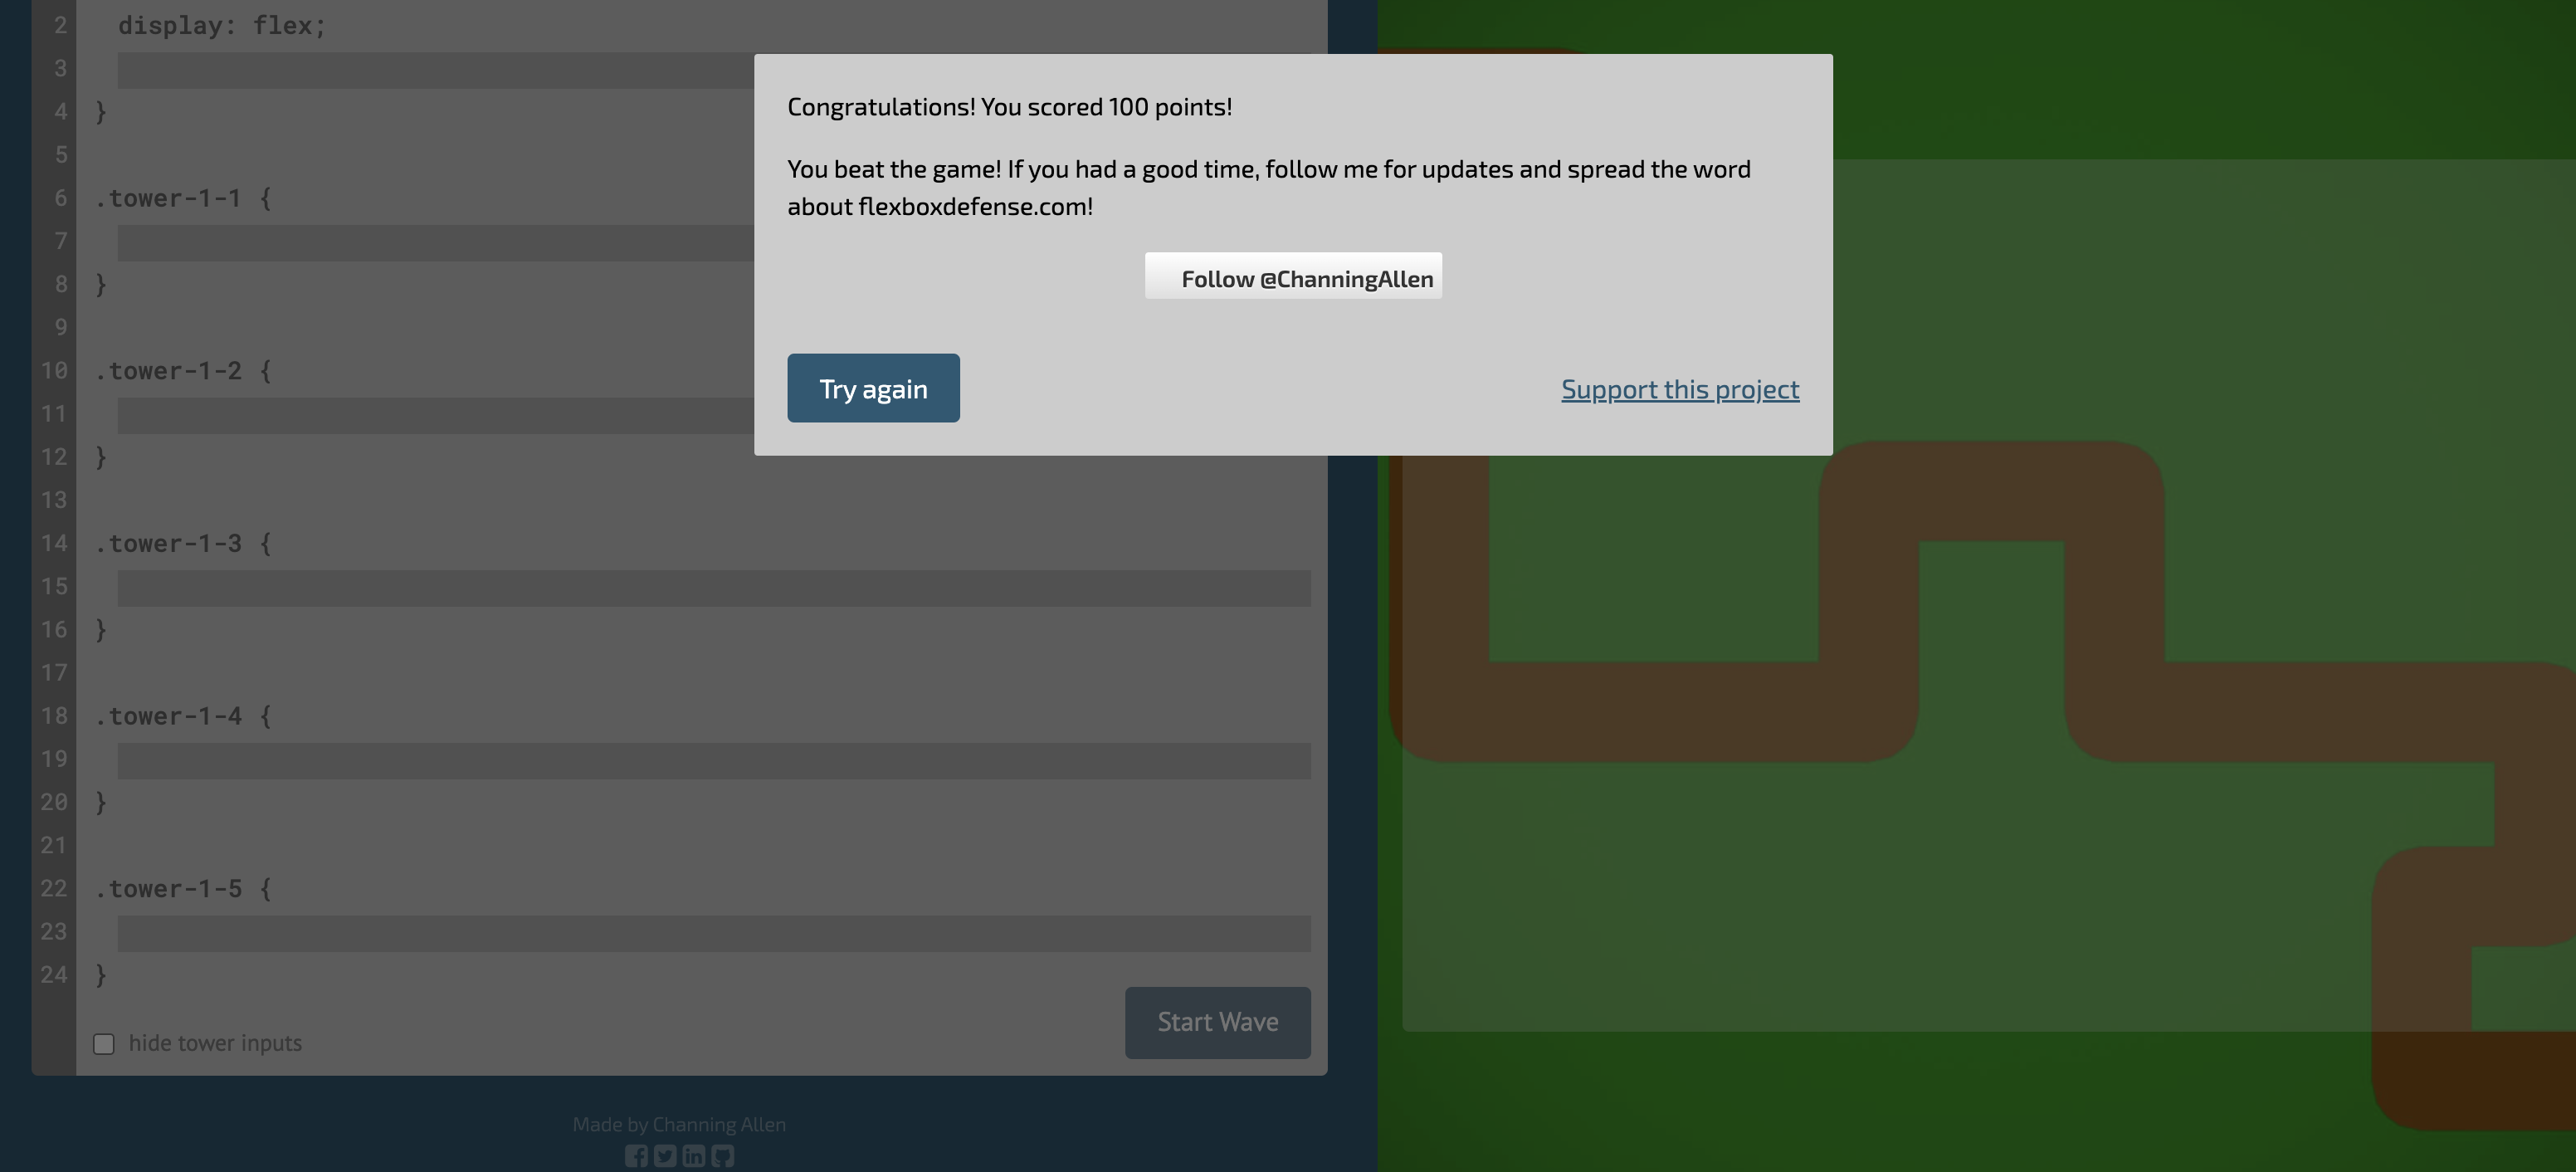 2 display: flex;
3
4 }
5
6 .tower-1-1 {
7
8 }
9
10 .tower-1-2 {
11
12 }
13
14 .tower-1-3 {
15
16 }
17
18 .tower-1-4 {
19
20 }
21
22 .tower-1-5 {
23
24 }
hide tower inputs
Start Wave
Made by Channing Allen
Congratulations! You scored 100 points!
You beat the game! If you had a good time, follow me for updates and spread the word
about flexboxdefense.com!
Follow @ChanningAllen
Try again
Support this project